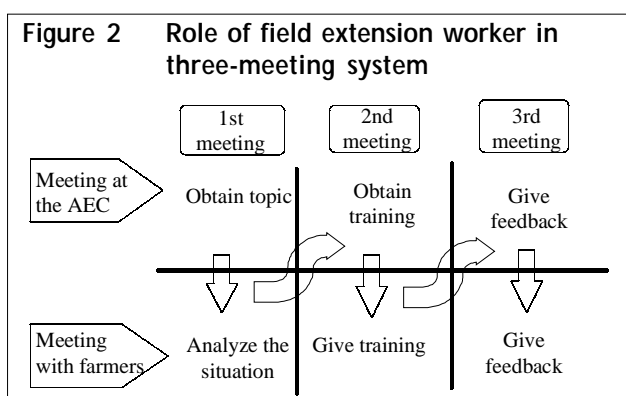 Figure 2 Role of field extension worker in
three-meeting system
1st
meeting
2nd
meeting
3rd
meeting
Meeting at
the AEC
Obtain topic
Obtain
training
Give
feedback
Meeting
with farmers
Analyze the
situation
Give training
Give
feedback